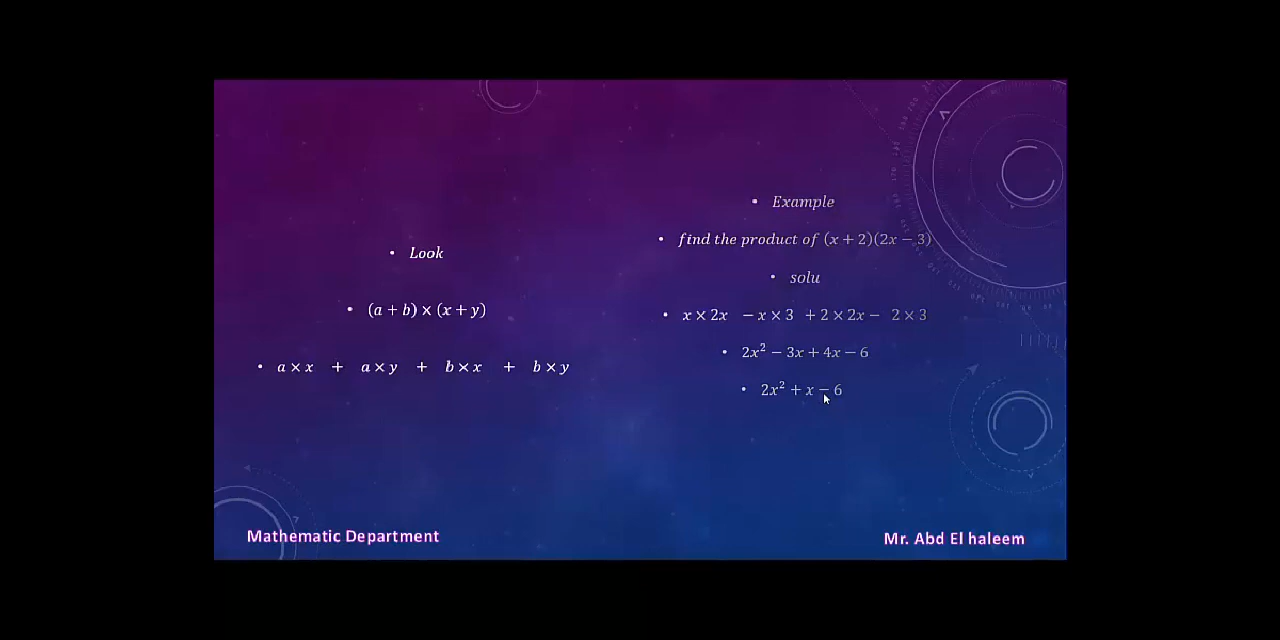 • Look
• (a + b) × (x + y)
• a × x + a × y + b × x + b × y
• Example
• find the product of (x + 2)(2x − 3)
• solu
• x × 2x − x × 3 + 2 × 2x − 2 × 3
• 2x² − 3x + 4x − 6
• 2x² + x − 6
Mathematic Department
Mr. Abd El haleem